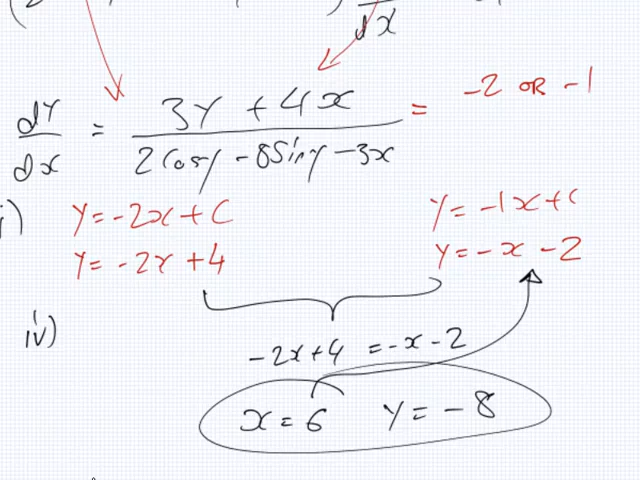 dx
dy/dx = (3y + 4x)/(2Cosy - 8Siny - 3x) = -2 OR -1
y = -2x + C y = -1x + C
y = -2x + 4 y = -x - 2
iv)
-2x + 4 = -x - 2
x = 6 y = -8